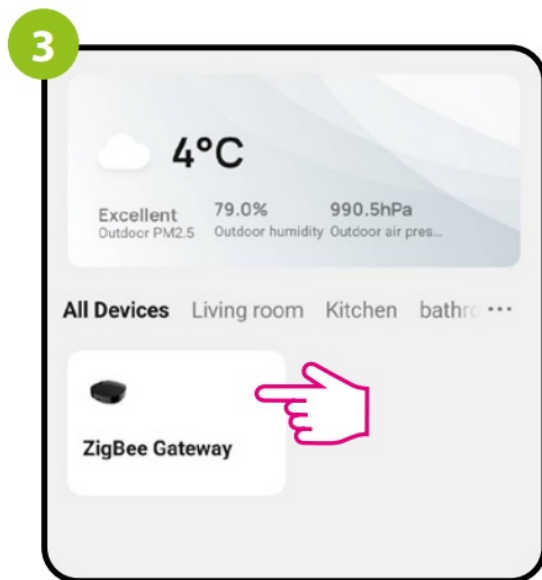 3
4°C
Excellent 79.0% 990.5hPa
Outdoor PM2.5 Outdoor humidity Outdoor air pres...
All Devices Living room Kitchen bathro ...
ZigBee Gateway